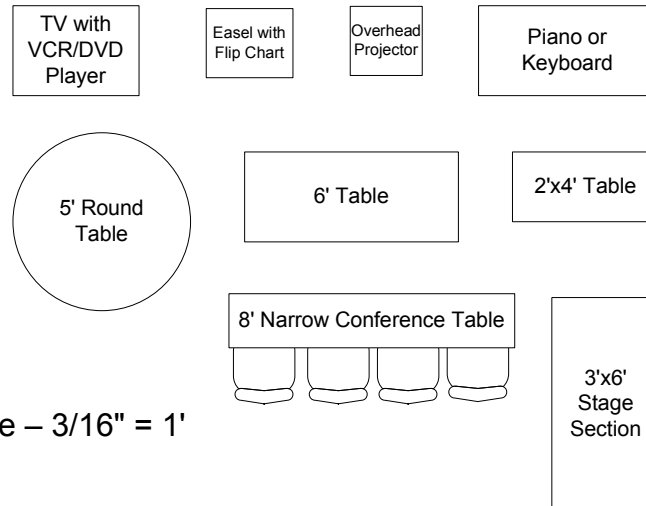 TV with
VCR/DVD
Player
Easel with
Flip Chart
Overhead
Projector
Piano or
Keyboard
5' Round
Table
6' Table
2'x4' Table
8' Narrow Conference Table
3'x6'
Stage
Section
e – 3/16" = 1'